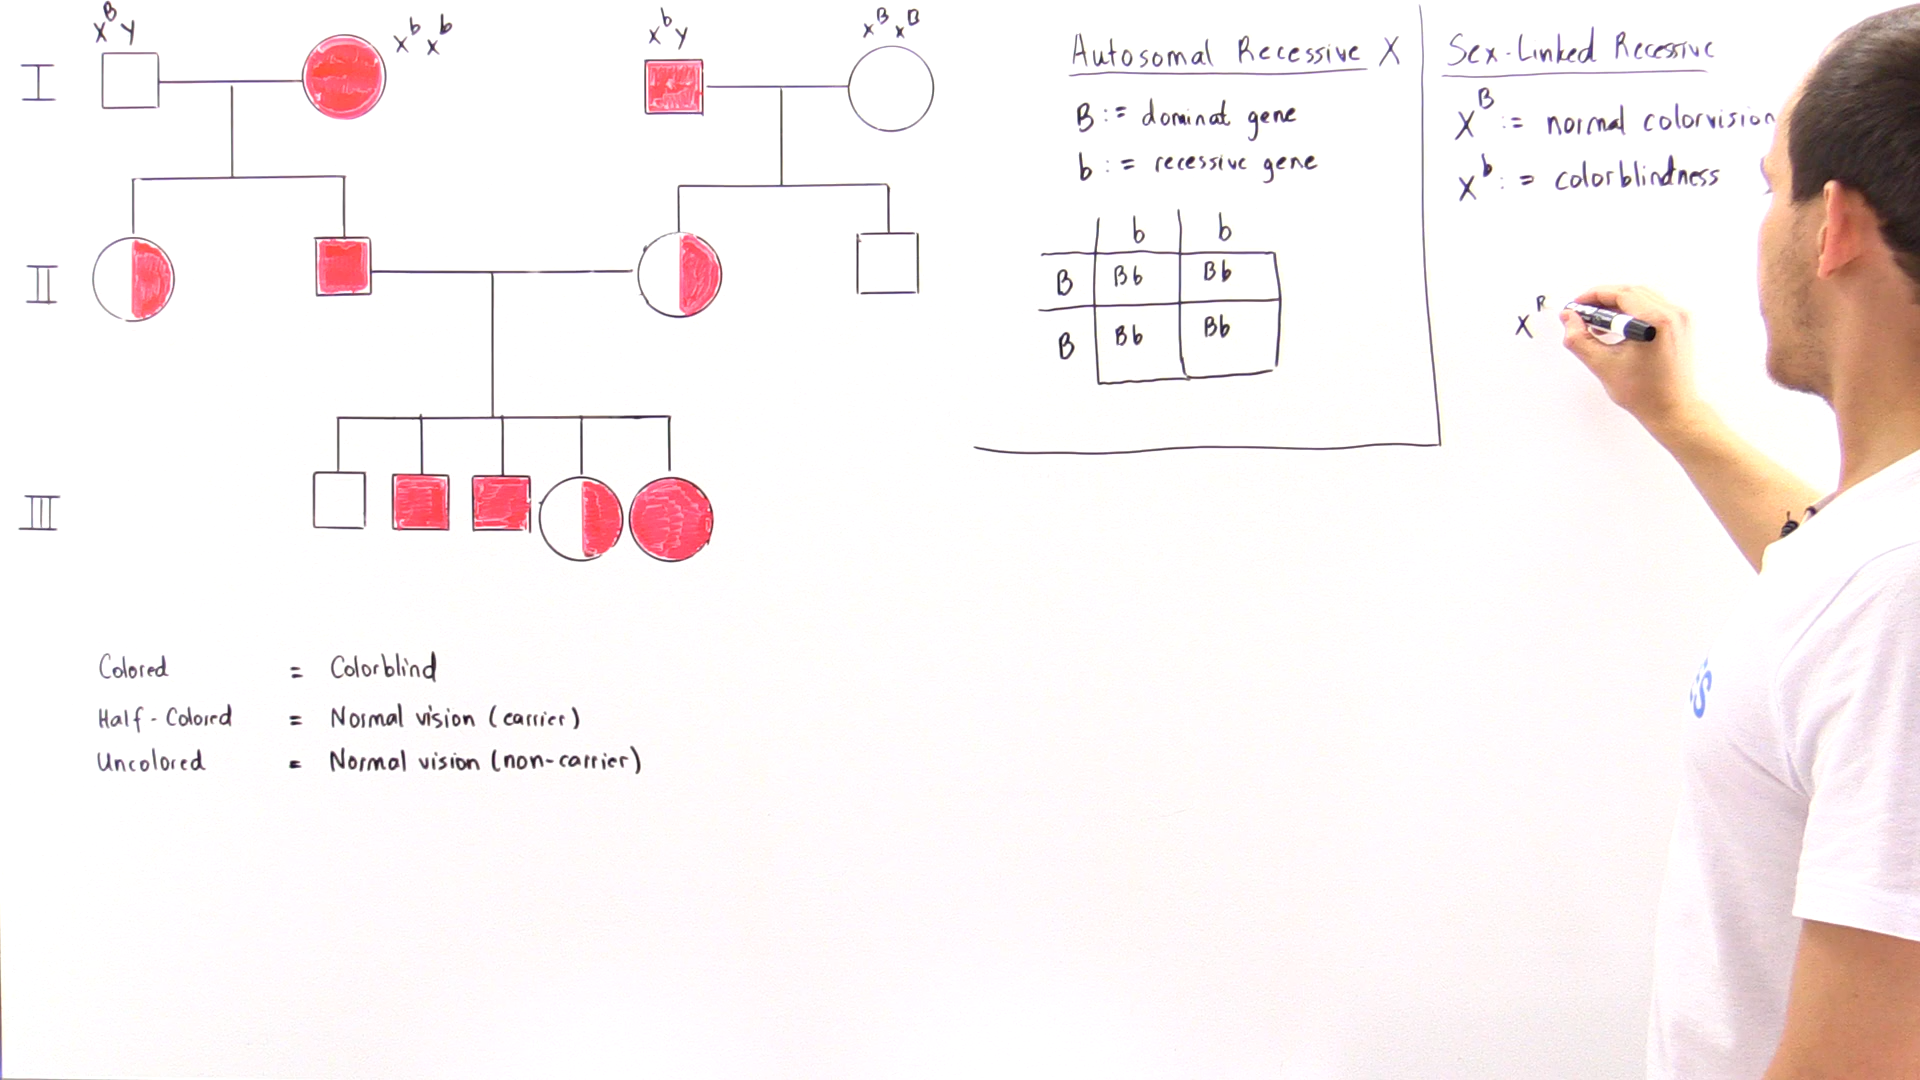 X^B Y
X^b X^b
X^b Y
X^B X^B
I
II
III
Colored = Colorblind
Half-Colored = Normal vision (carrier)
Uncolored = Normal vision (non-carrier)
Autosomal Recessive X
B := dominat gene
b := recessive gene
b b
B Bb Bb
B Bb Bb
Sex-Linked Recessive
X^B := normal colorvision
X^b := colorblindness
X